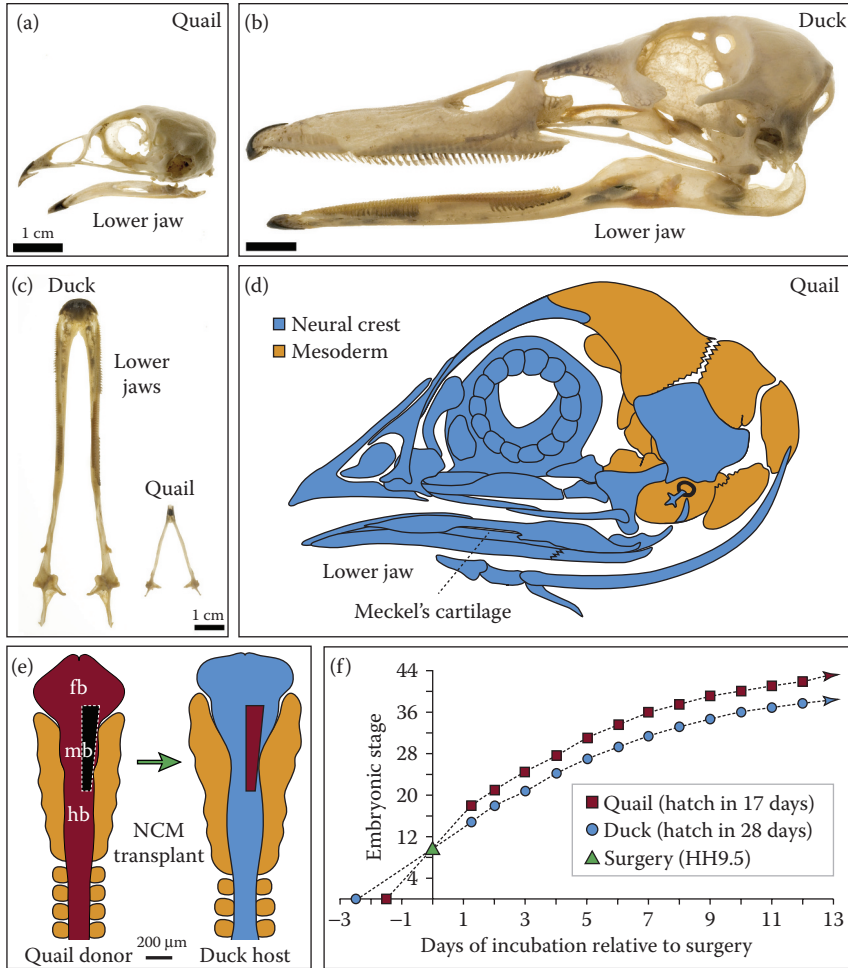 (a)
Quail
Lower jaw
1 cm
(b)
Duck
Lower jaw
(c)
Duck
Lower
jaws
Quail
1 cm
(d)
Quail
Neural crest
Mesoderm
Lower jaw
Meckel's cartilage
(e)
fb
mb
hb
NCM
transplant
Quail donor
200 μm
Duck host
(f)
Embryonic stage
44
36
28
20
12
4
Quail (hatch in 17 days)
Duck (hatch in 28 days)
Surgery (HH9.5)
−3 −1 0 1 3 5 7 9 11 13
Days of incubation relative to surgery